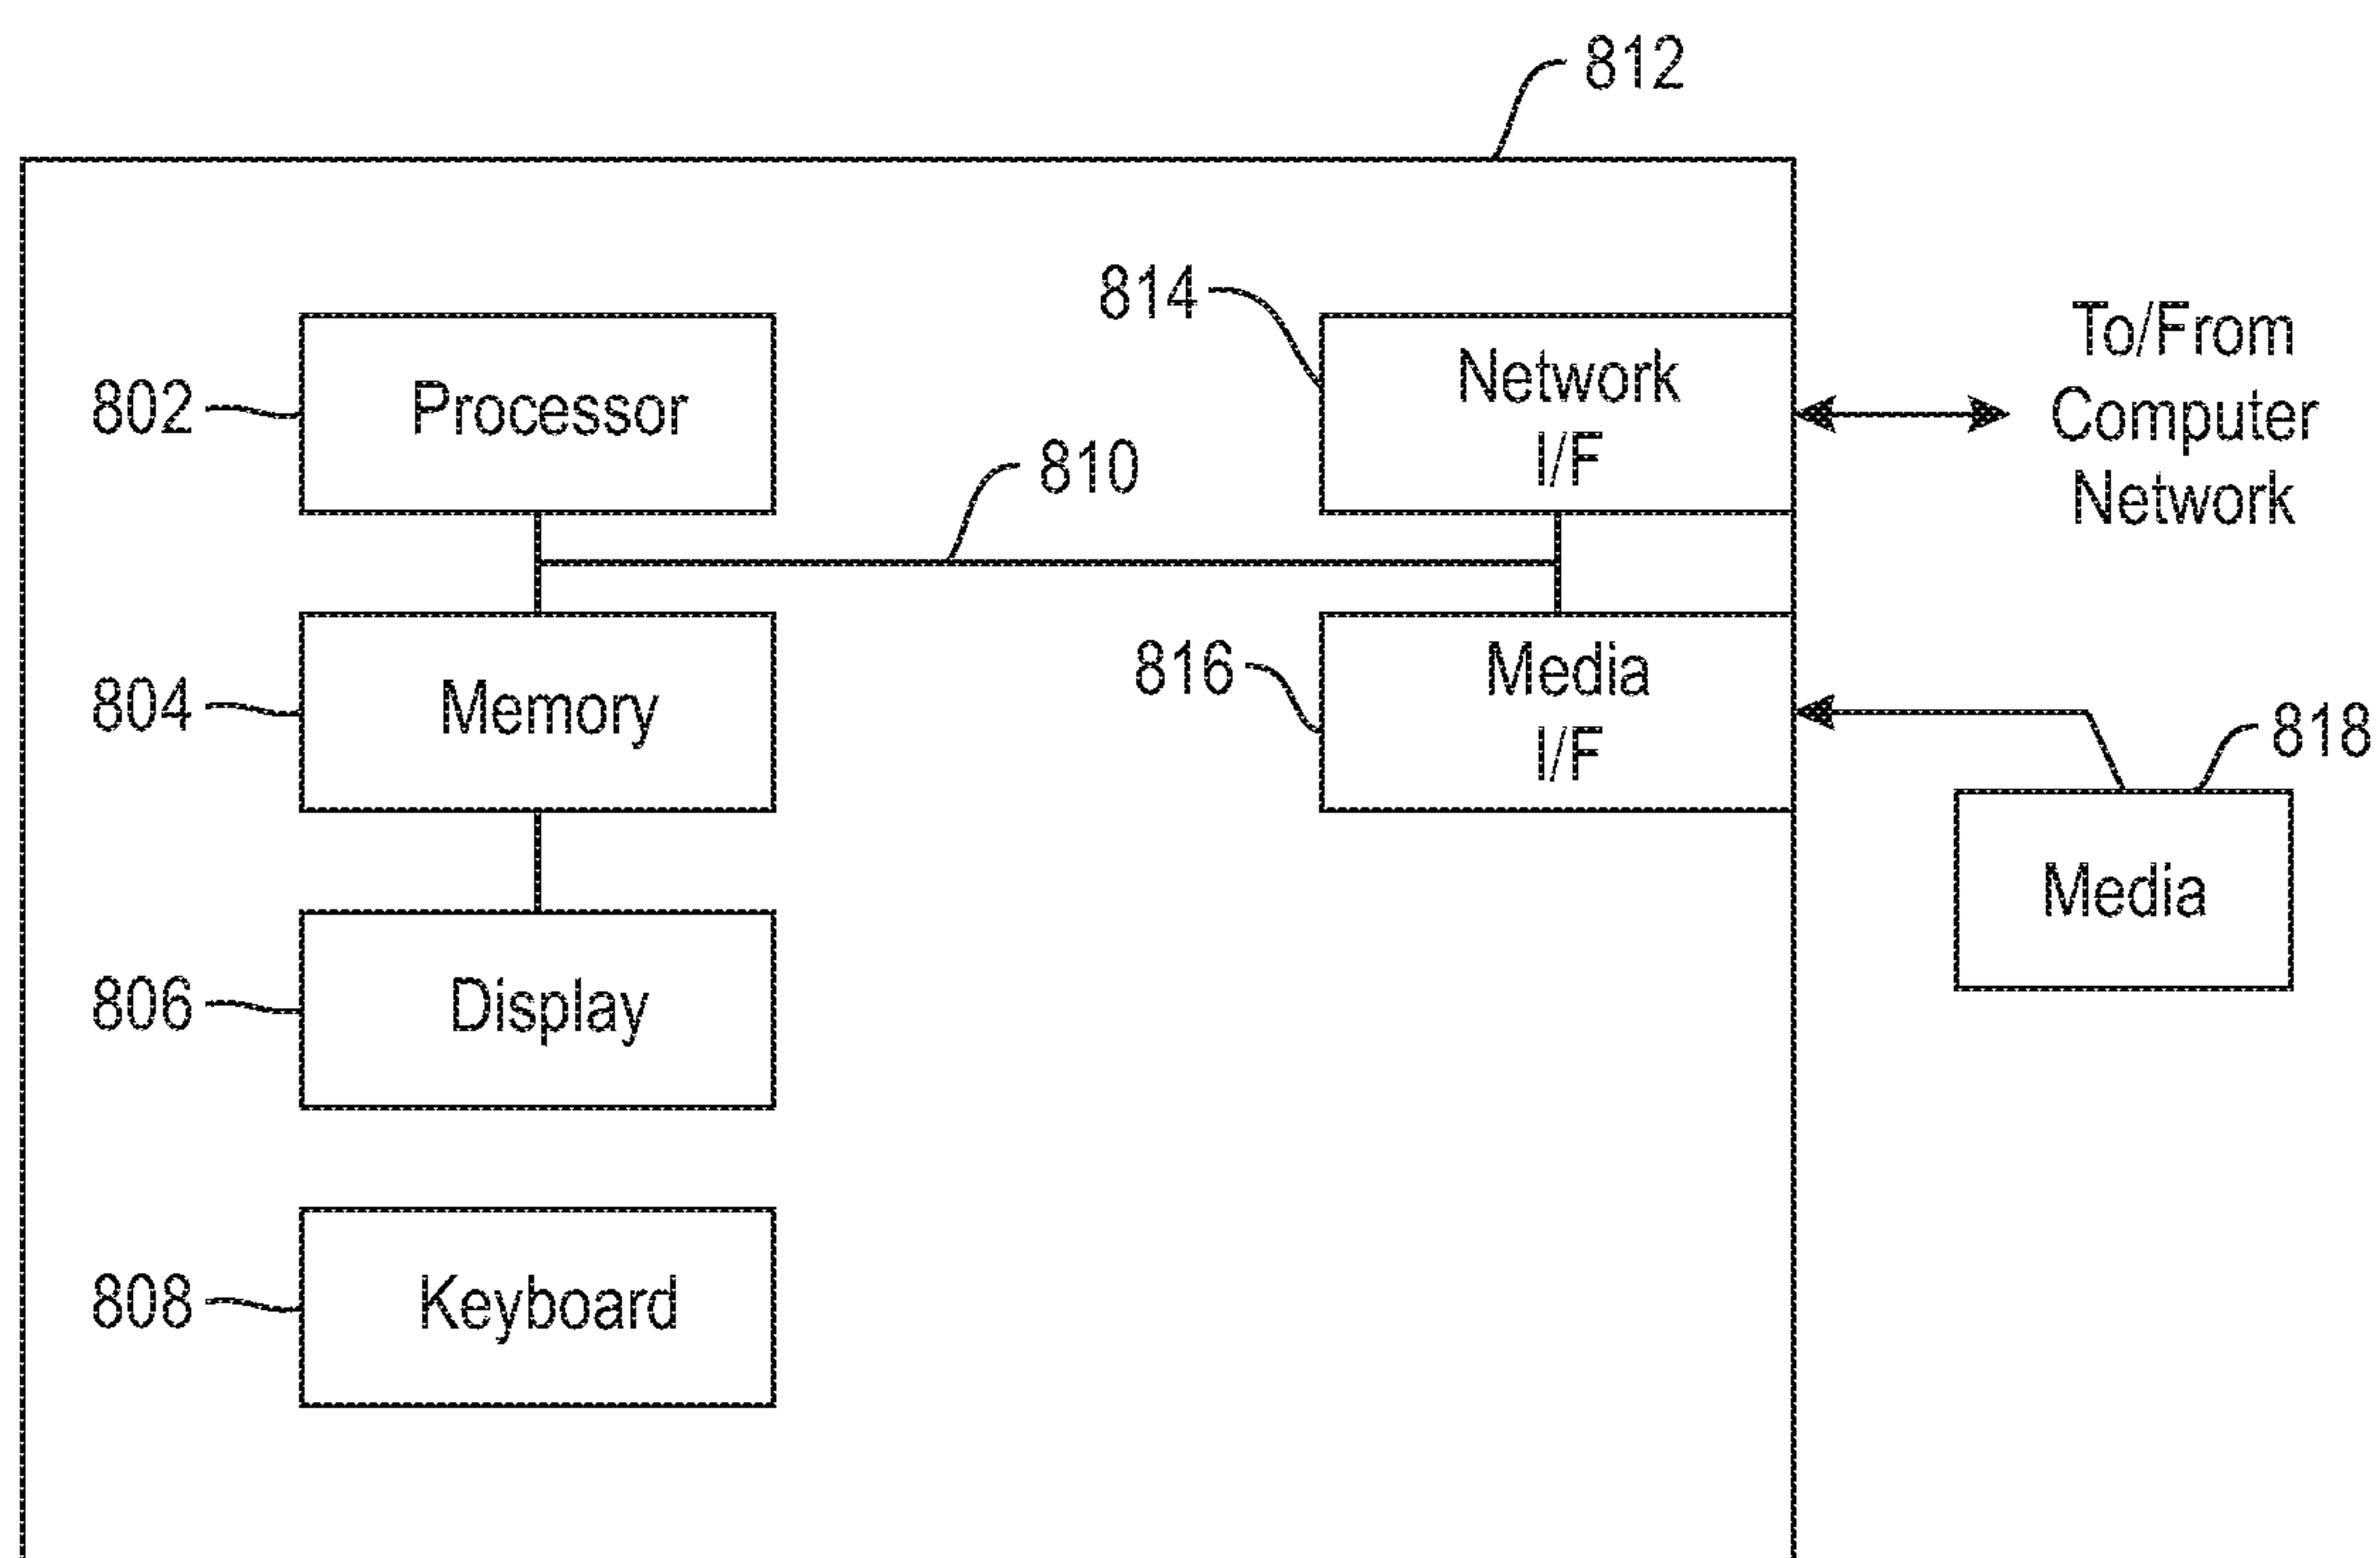 812
814
Network
I/F
To/From
Computer
Network
802
Processor
810
816
Media
I/F
804
Memory
818
Media
806
Display
808
Keyboard